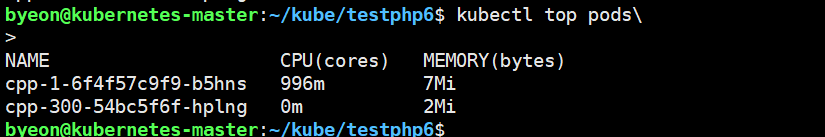 byeon@kubernetes-master:~/kube/testphp6$ kubectl top pods\
>
NAME CPU(cores) MEMORY(bytes)
cpp-1-6f4f57c9f9-b5hns 996m 7Mi
cpp-300-54bc5f6f-hplng 0m 2Mi
byeon@kubernetes-master:~/kube/testphp6$